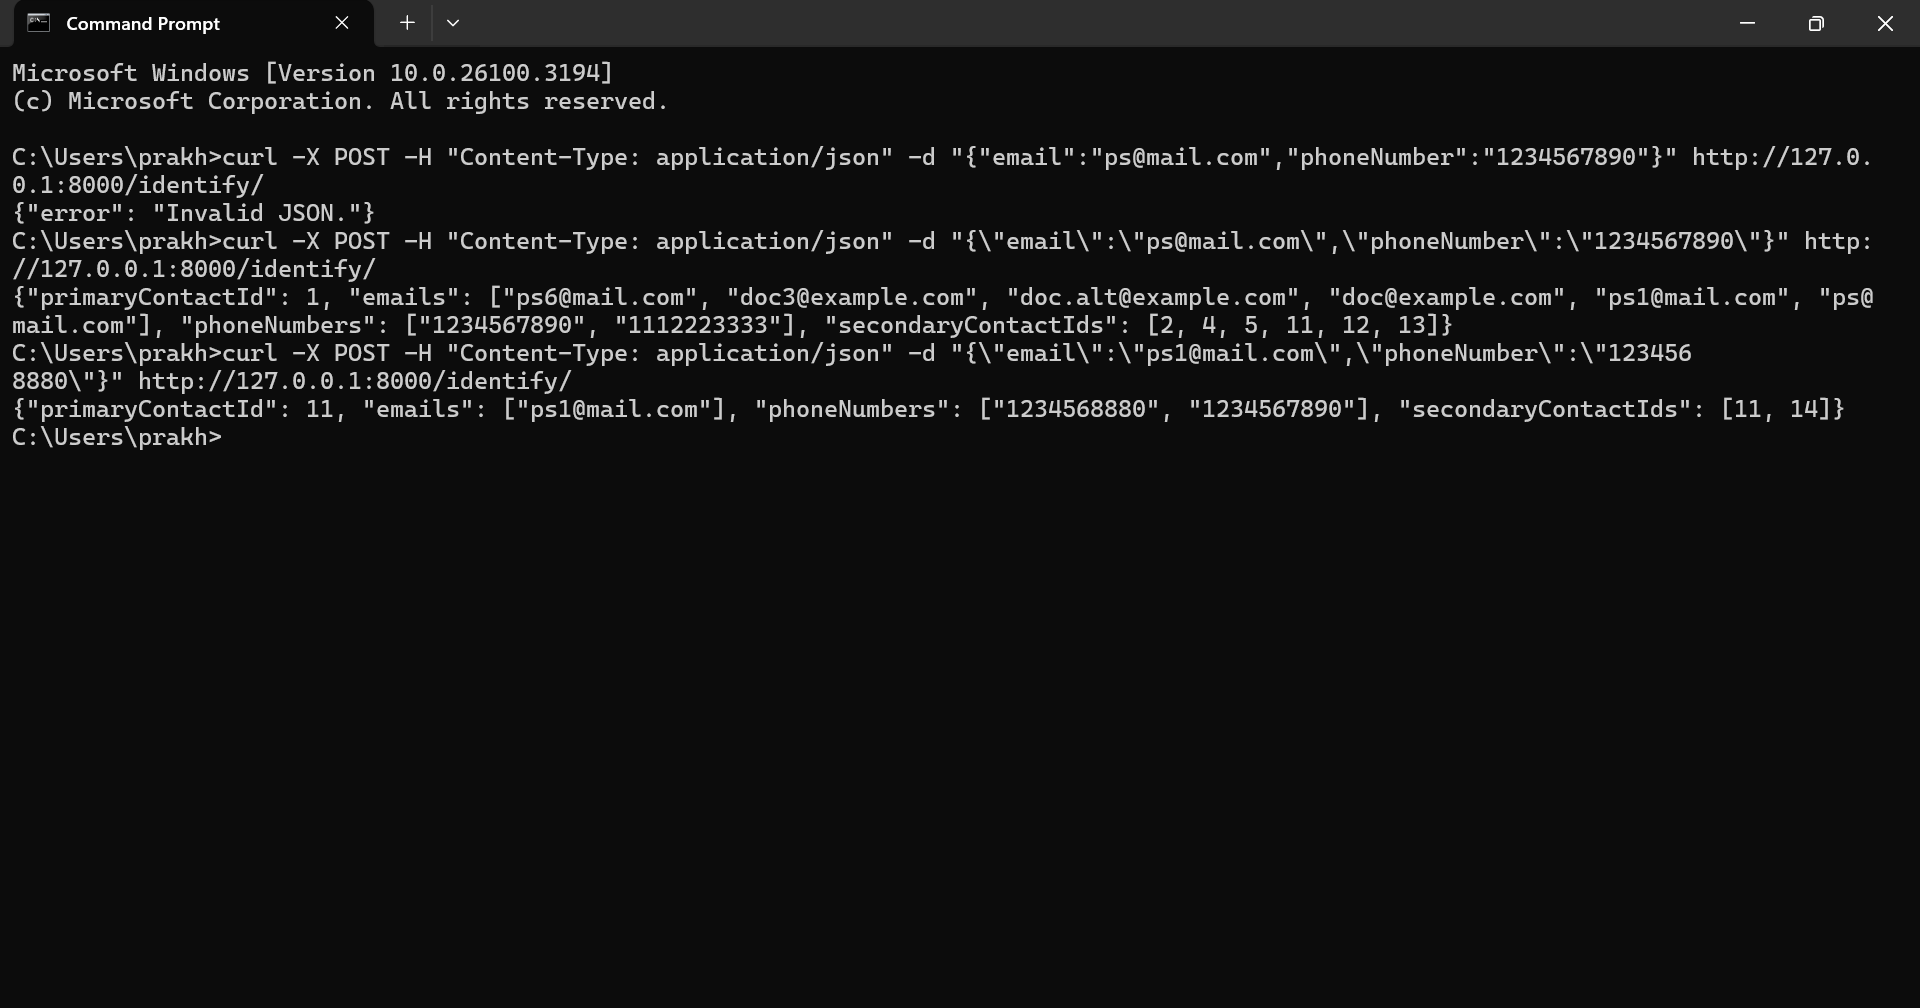 Command Prompt
Microsoft Windows [Version 10.0.26100.3194]
(c) Microsoft Corporation. All rights reserved.
C:\Users\prakh>curl -X POST -H "Content-Type: application/json" -d "{"email":"ps@mail.com","phoneNumber":"1234567890"}" http://127.0.
0.1:8000/identify/
{"error": "Invalid JSON."}
C:\Users\prakh>curl -X POST -H "Content-Type: application/json" -d "{\"email\":\"ps@mail.com\",\"phoneNumber\":\"1234567890\"}" http:
//127.0.0.1:8000/identify/
{"primaryContactId": 1, "emails": ["ps6@mail.com", "doc3@example.com", "doc.alt@example.com", "doc@example.com", "ps1@mail.com", "ps@
mail.com"], "phoneNumbers": ["1234567890", "1112223333"], "secondaryContactIds": [2, 4, 5, 11, 12, 13]}
C:\Users\prakh>curl -X POST -H "Content-Type: application/json" -d "{\"email\":\"ps1@mail.com\",\"phoneNumber\":\"123456
8880\"}" http://127.0.0.1:8000/identify/
{"primaryContactId": 11, "emails": ["ps1@mail.com"], "phoneNumbers": ["1234568880", "1234567890"], "secondaryContactIds": [11, 14]}
C:\Users\prakh>